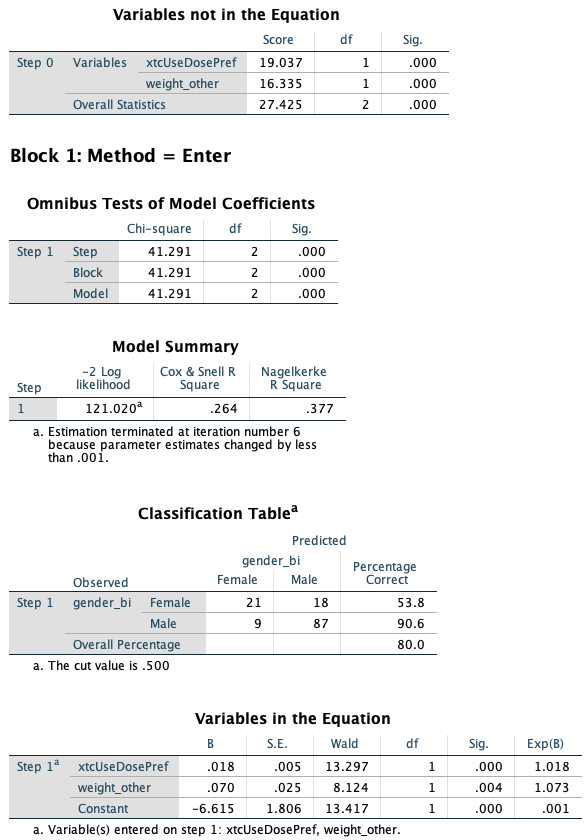 Variables not in the Equation
Score df Sig.
Step 0 Variables xtcUseDosePref 19.037 1 .000
weight_other 16.335 1 .000
Overall Statistics 27.425 2 .000
Block 1: Method = Enter
Omnibus Tests of Model Coefficients
Chi-square df Sig.
Step 1 Step 41.291 2 .000
Block 41.291 2 .000
Model 41.291 2 .000
Model Summary
Step -2 Log likelihood Cox & Snell R Square Nagelkerke R Square
1 121.020a .264 .377
a. Estimation terminated at iteration number 6
because parameter estimates changed by less
than .001.
Classification Tablea
Predicted
gender_bi
Observed Female Male Percentage Correct
Step 1 gender_bi Female 21 18 53.8
Male 9 87 90.6
Overall Percentage 80.0
a. The cut value is .500
Variables in the Equation
B S.E. Wald df Sig. Exp(B)
Step 1a xtcUseDosePref .018 .005 13.297 1 .000 1.018
weight_other .070 .025 8.124 1 .004 1.073
Constant -6.615 1.806 13.417 1 .000 .001
a. Variable(s) entered on step 1: xtcUseDosePref, weight_other.